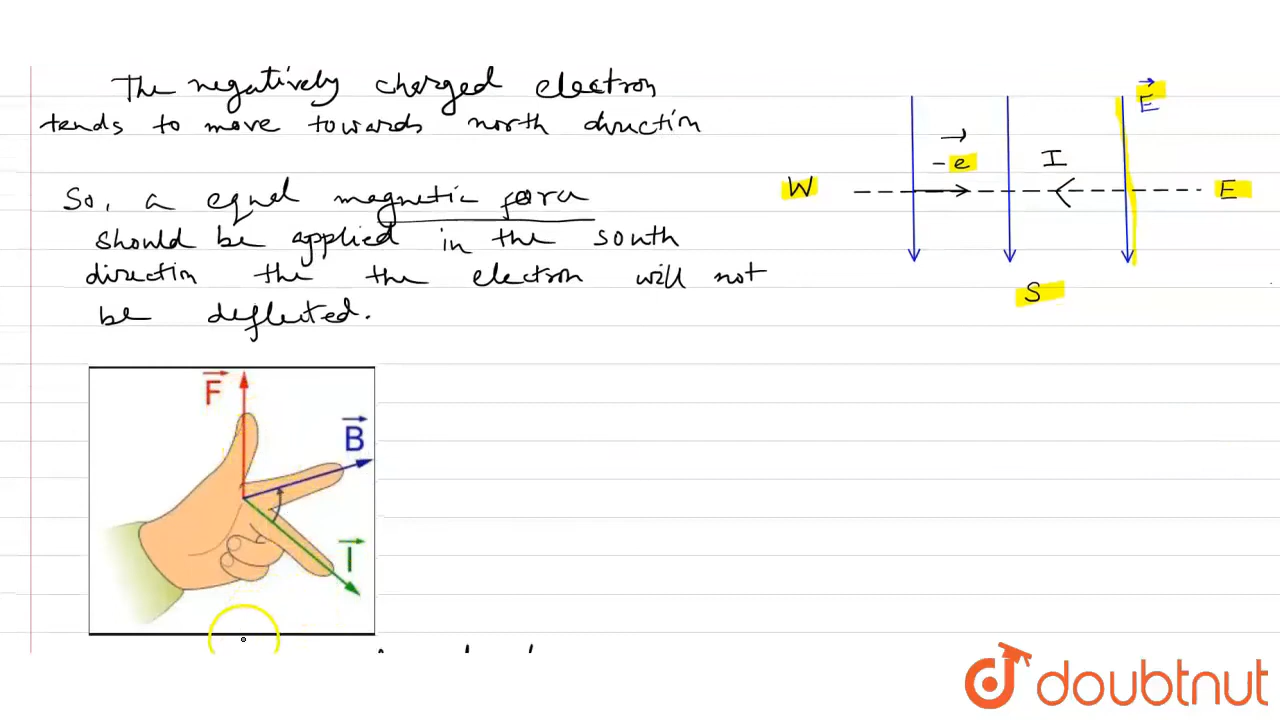 The negatively charged electron
tends to move towards north direction
So, a equal magnetic force
should be applied in the south
direction the the electron will not
be deflected.
E
-e
I
W
E
S
F
B
I
doubtnut